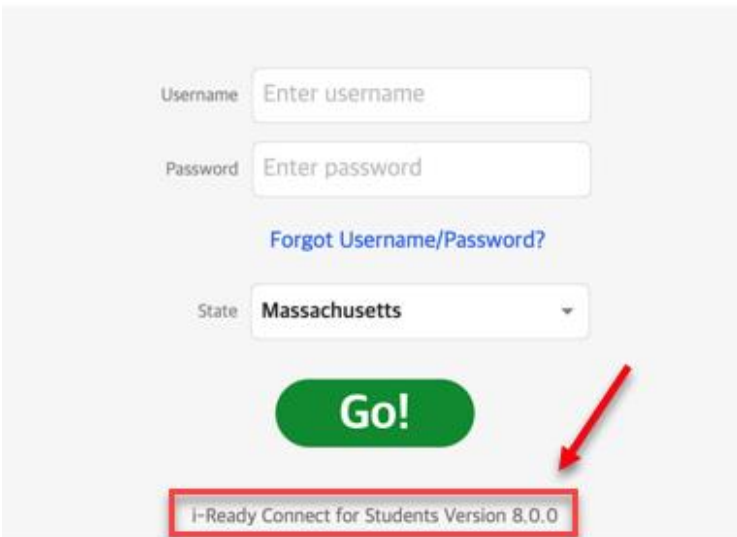 Username Enter username
Password Enter password
Forgot Username/Password?
State Massachusetts
Go!
i-Ready Connect for Students Version 8.0.0